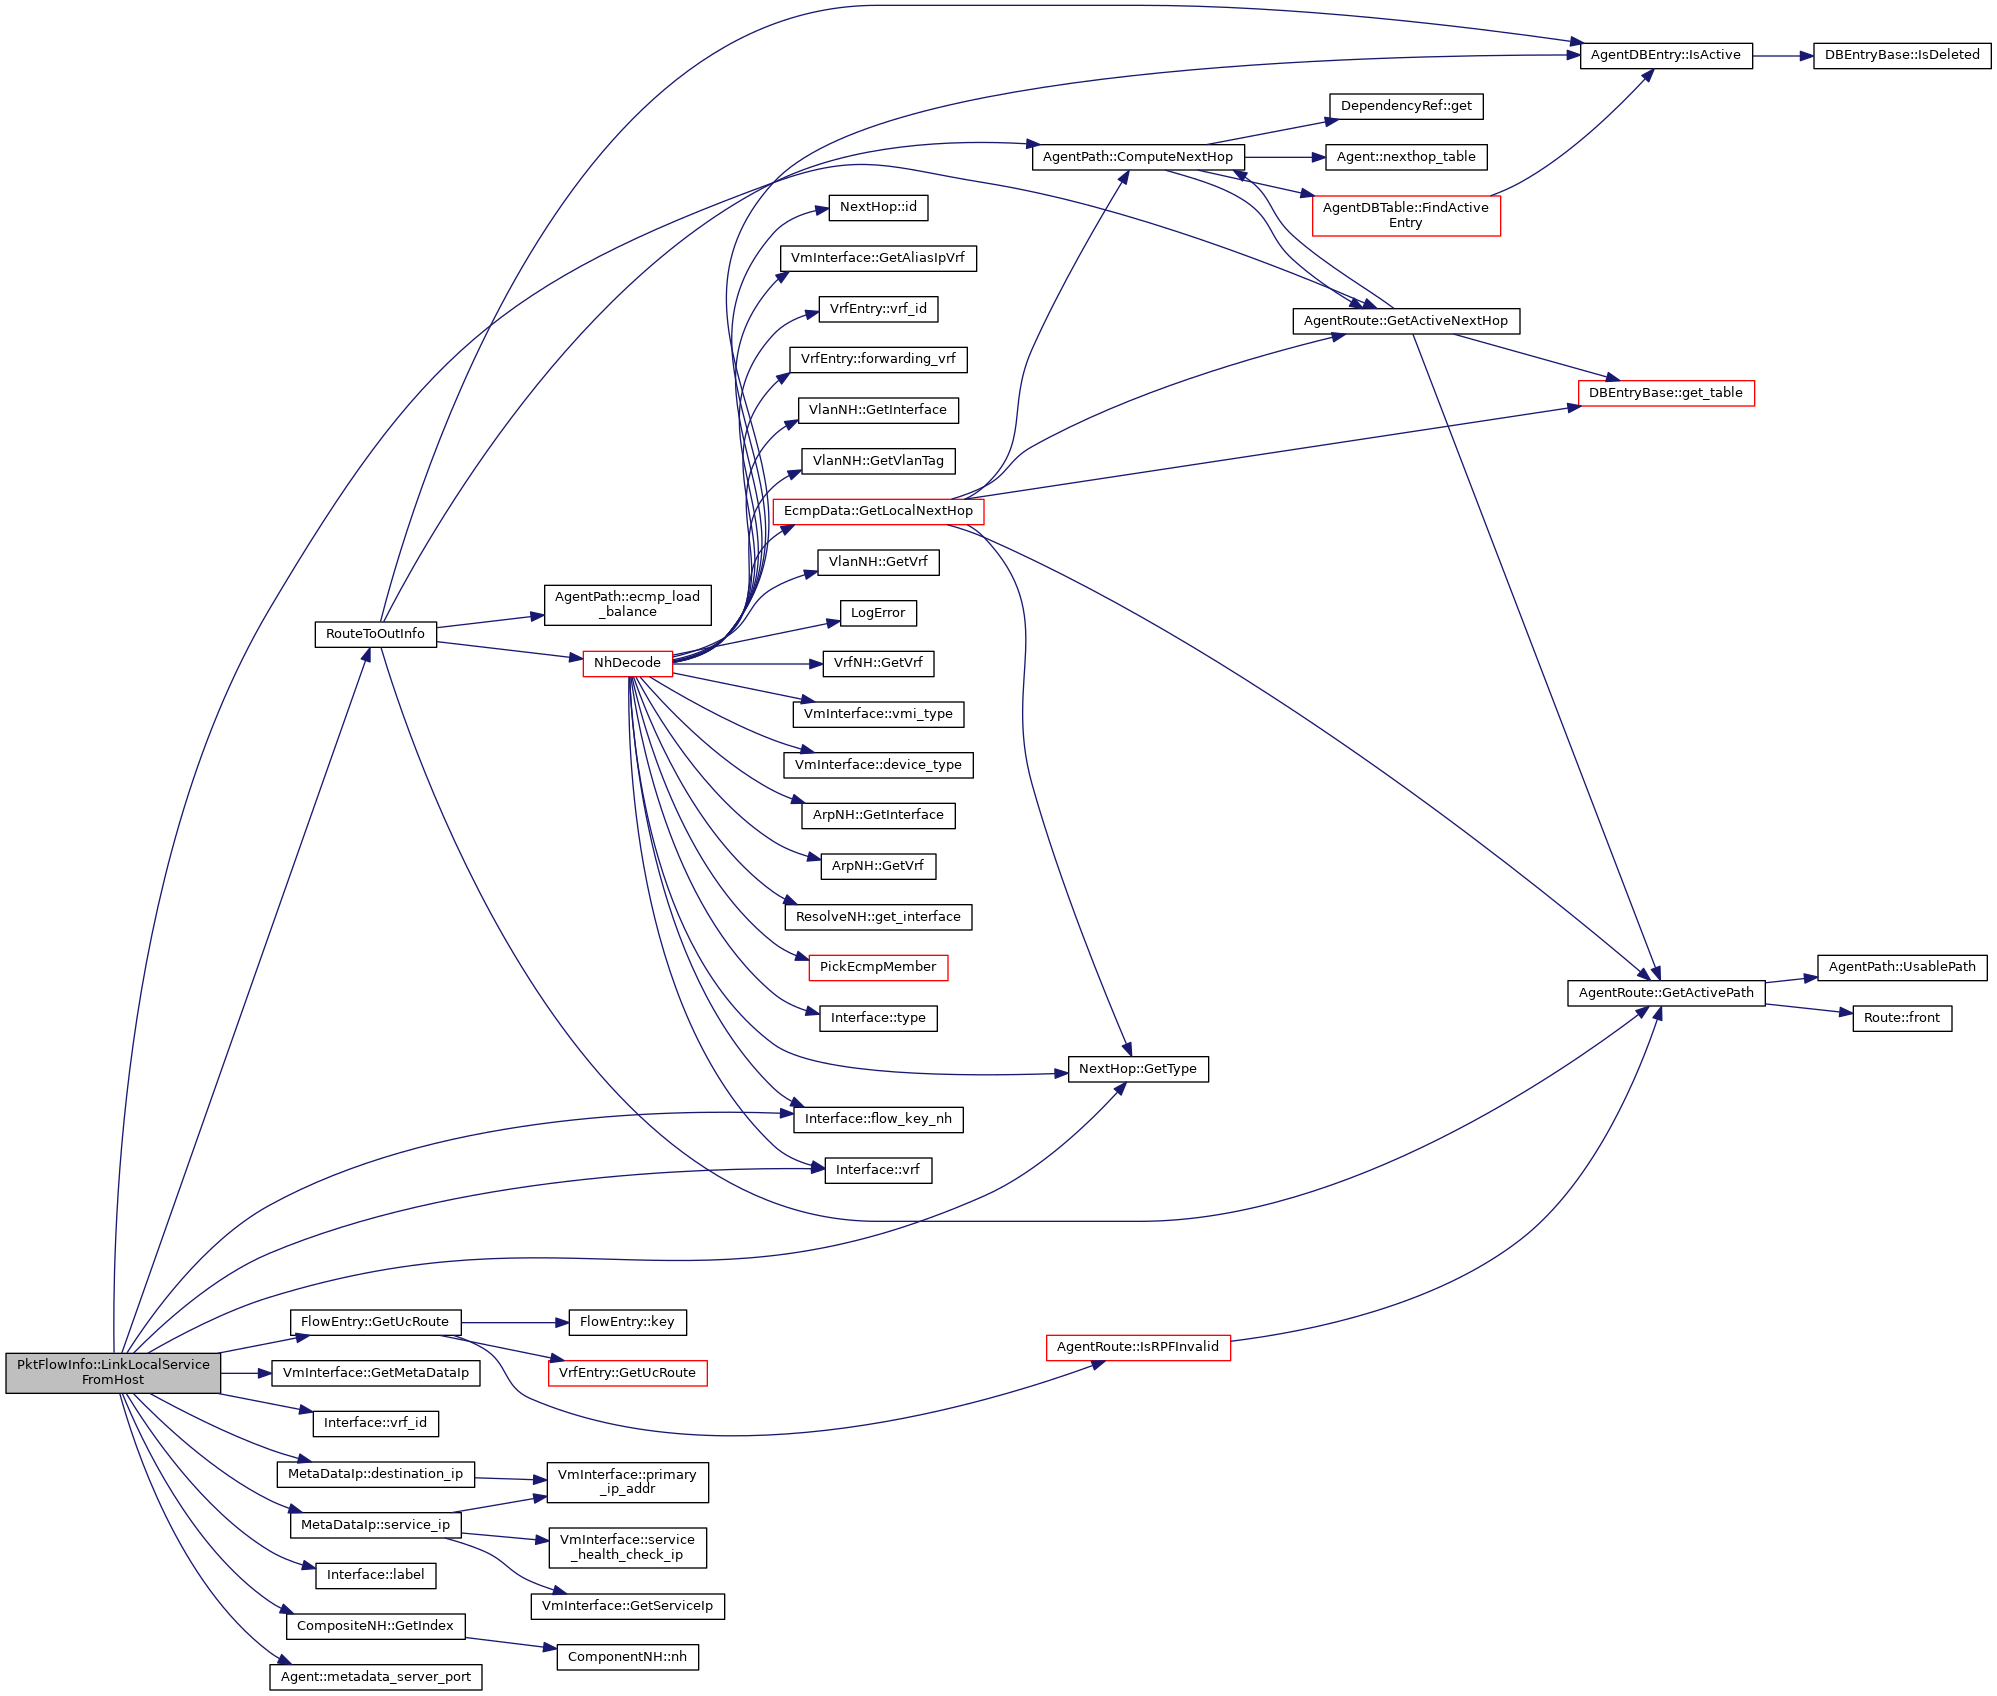 AgentDBEntry::IsActive
DBEntryBase::IsDeleted
DependencyRef::get
AgentPath::ComputeNextHop
Agent::nexthop_table
NextHop::id
AgentDBTable::FindActive
Entry
VmInterface::GetAliasIpVrf
VrfEntry::vrf_id
AgentRoute::GetActiveNextHop
VrfEntry::forwarding_vrf
DBEntryBase::get_table
VlanNH::GetInterface
VlanNH::GetVlanTag
EcmpData::GetLocalNextHop
VlanNH::GetVrf
AgentPath::ecmp_load
_balance
LogError
RouteToOutInfo
NhDecode
VrfNH::GetVrf
VmInterface::vmi_type
VmInterface::device_type
ArpNH::GetInterface
ArpNH::GetVrf
ResolveNH::get_interface
PickEcmpMember
AgentPath::UsablePath
AgentRoute::GetActivePath
Interface::type
Route::front
NextHop::GetType
Interface::flow_key_nh
Interface::vrf
FlowEntry::GetUcRoute
FlowEntry::key
AgentRoute::IsRPFInvalid
PktFlowInfo::LinkLocalService
FromHost
VmInterface::GetMetaDataIp
VrfEntry::GetUcRoute
Interface::vrf_id
MetaDataIp::destination_ip
VmInterface::primary
_ip_addr
MetaDataIp::service_ip
VmInterface::service
_health_check_ip
Interface::label
VmInterface::GetServiceIp
CompositeNH::GetIndex
ComponentNH::nh
Agent::metadata_server_port